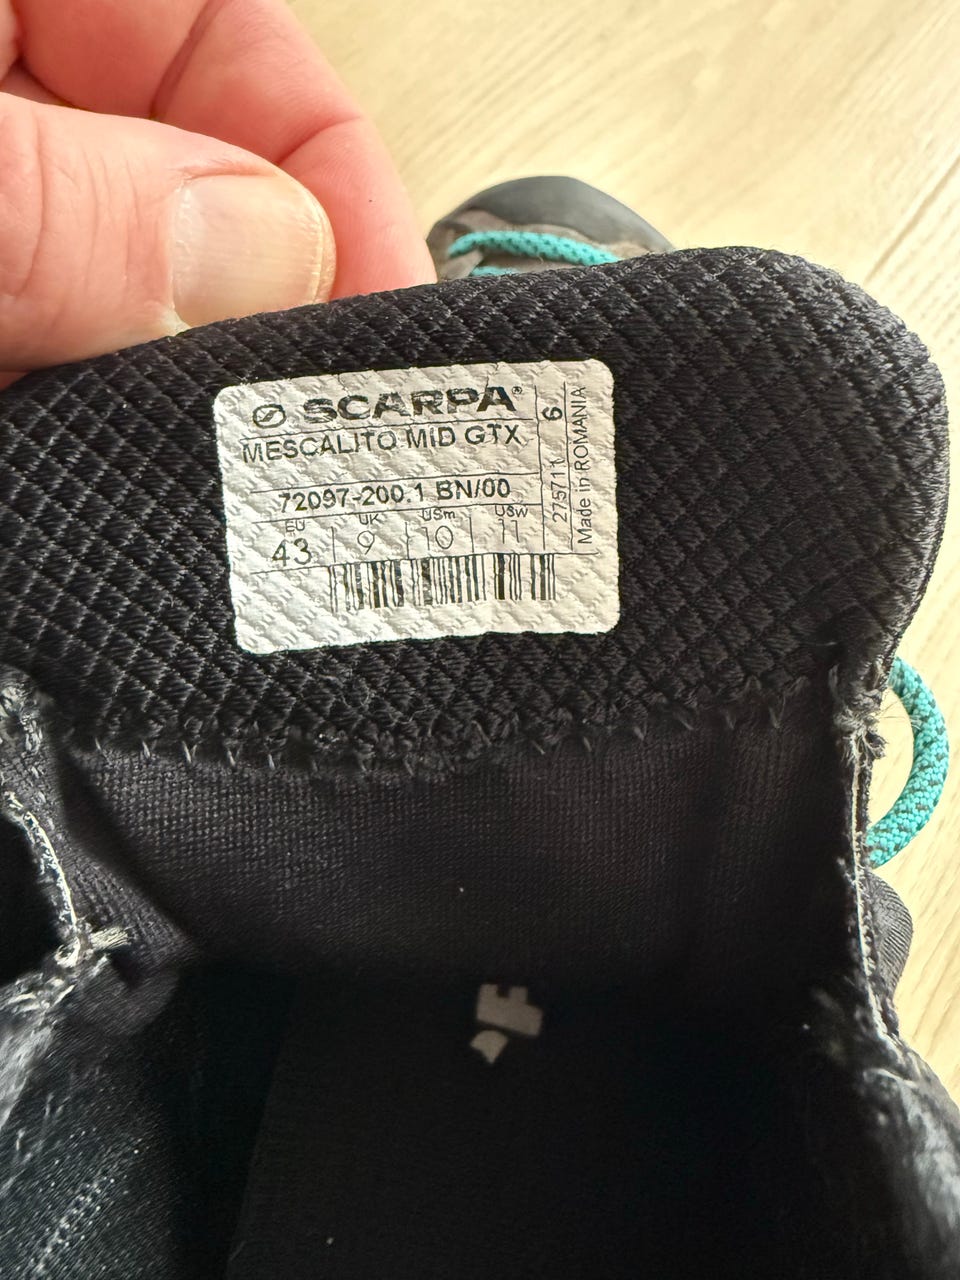 SCARPA®
MESCALITO MID GTX
72097-200.1 BN/00
EU UK USm USw
43 9 10 11
275711 6
Made in ROMANIA